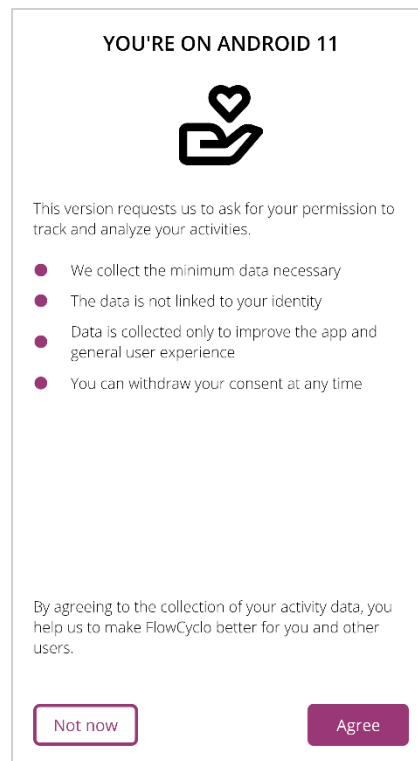 YOU'RE ON ANDROID 11
This version requests us to ask for your permission to
track and analyze your activities.
We collect the minimum data necessary
The data is not linked to your identity
Data is collected only to improve the app and
general user experience
You can withdraw your consent at any time
By agreeing to the collection of your activity data, you
help us to make FlowCyclo better for you and other
users.
Not now
Agree